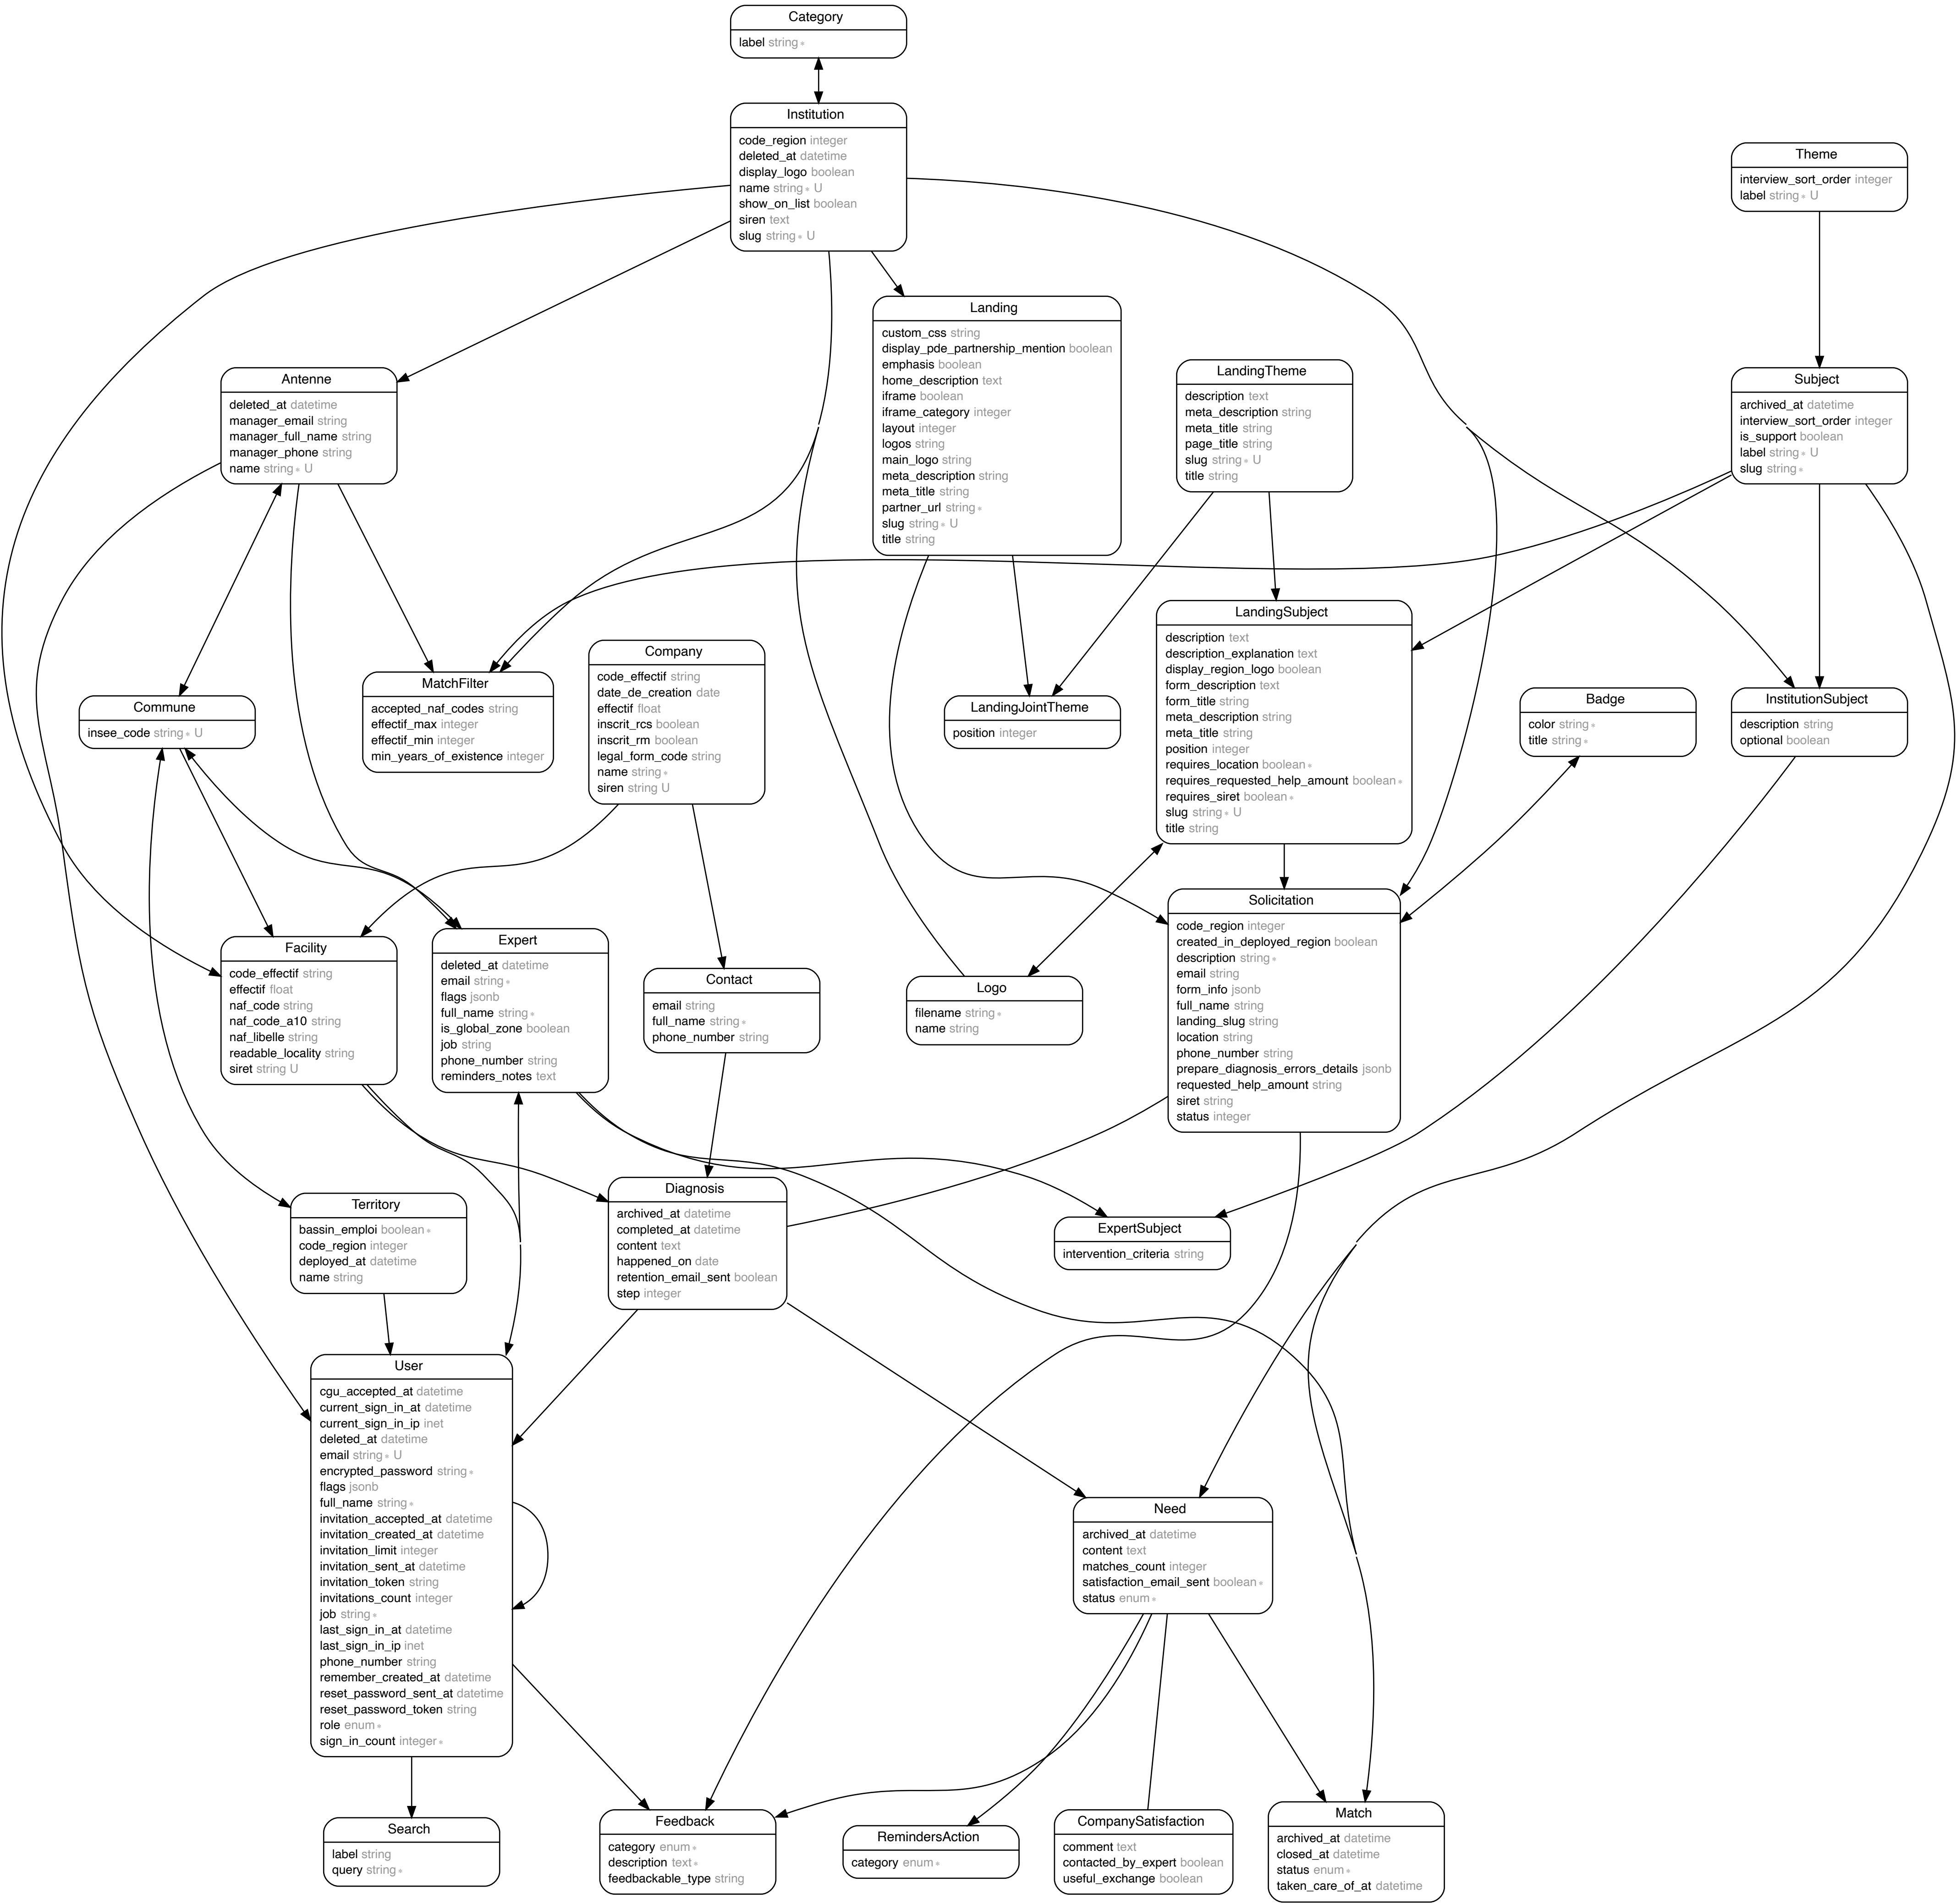 Category
label string∗
Institution
code_region integer
deleted_at datetime
display_logo boolean
name string∗ U
show_on_list boolean
siren text
slug string∗ U
Theme
interview_sort_order integer
label string∗ U
Landing
custom_css string
display_pde_partnership_mention boolean
emphasis boolean
home_description text
iframe boolean
iframe_category integer
layout integer
logos string
main_logo string
meta_description string
meta_title string
partner_url string∗
slug string∗ U
title string
LandingTheme
description text
meta_description string
meta_title string
page_title string
slug string∗ U
title string
Antenne
deleted_at datetime
manager_email string
manager_full_name string
manager_phone string
name string∗ U
Subject
archived_at datetime
interview_sort_order integer
is_support boolean
label string∗ U
slug string∗
LandingSubject
description text
description_explanation text
display_region_logo boolean
form_description text
form_title string
meta_description string
meta_title string
position integer
requires_location boolean∗
requires_requested_help_amount boolean∗
requires_siret boolean∗
slug string∗ U
title string
Company
code_effectif string
date_de_creation date
effectif float
inscrit_rcs boolean
inscrit_rm boolean
legal_form_code string
name string∗
siren string U
MatchFilter
accepted_naf_codes string
effectif_max integer
effectif_min integer
min_years_of_existence integer
Commune
insee_code string∗ U
LandingJointTheme
position integer
Badge
color string∗
title string∗
InstitutionSubject
description string
optional boolean
Solicitation
code_region integer
created_in_deployed_region boolean
description string∗
email string
form_info jsonb
full_name string
landing_slug string
location string
phone_number string
prepare_diagnosis_errors_details jsonb
requested_help_amount string
siret string
status integer
Facility
code_effectif string
effectif float
naf_code string
naf_code_a10 string
naf_libelle string
readable_locality string
siret string U
Expert
deleted_at datetime
email string∗
flags jsonb
full_name string∗
is_global_zone boolean
job string
phone_number string
reminders_notes text
Contact
email string
full_name string∗
phone_number string
Logo
filename string∗
name string
Diagnosis
archived_at datetime
completed_at datetime
content text
happened_on date
retention_email_sent boolean
step integer
Territory
bassin_emploi boolean∗
code_region integer
deployed_at datetime
name string
ExpertSubject
intervention_criteria string
User
cgu_accepted_at datetime
current_sign_in_at datetime
current_sign_in_ip inet
deleted_at datetime
email string∗ U
encrypted_password string∗
flags jsonb
full_name string∗
invitation_accepted_at datetime
invitation_created_at datetime
invitation_limit integer
invitation_sent_at datetime
invitation_token string
invitations_count integer
job string∗
last_sign_in_at datetime
last_sign_in_ip inet
phone_number string
remember_created_at datetime
reset_password_sent_at datetime
reset_password_token string
role enum∗
sign_in_count integer∗
Need
archived_at datetime
content text
matches_count integer
satisfaction_email_sent boolean∗
status enum∗
Search
label string
query string∗
Feedback
category enum∗
description text∗
feedbackable_type string
RemindersAction
category enum∗
CompanySatisfaction
comment text
contacted_by_expert boolean
useful_exchange boolean
Match
archived_at datetime
closed_at datetime
status enum∗
taken_care_of_at datetime